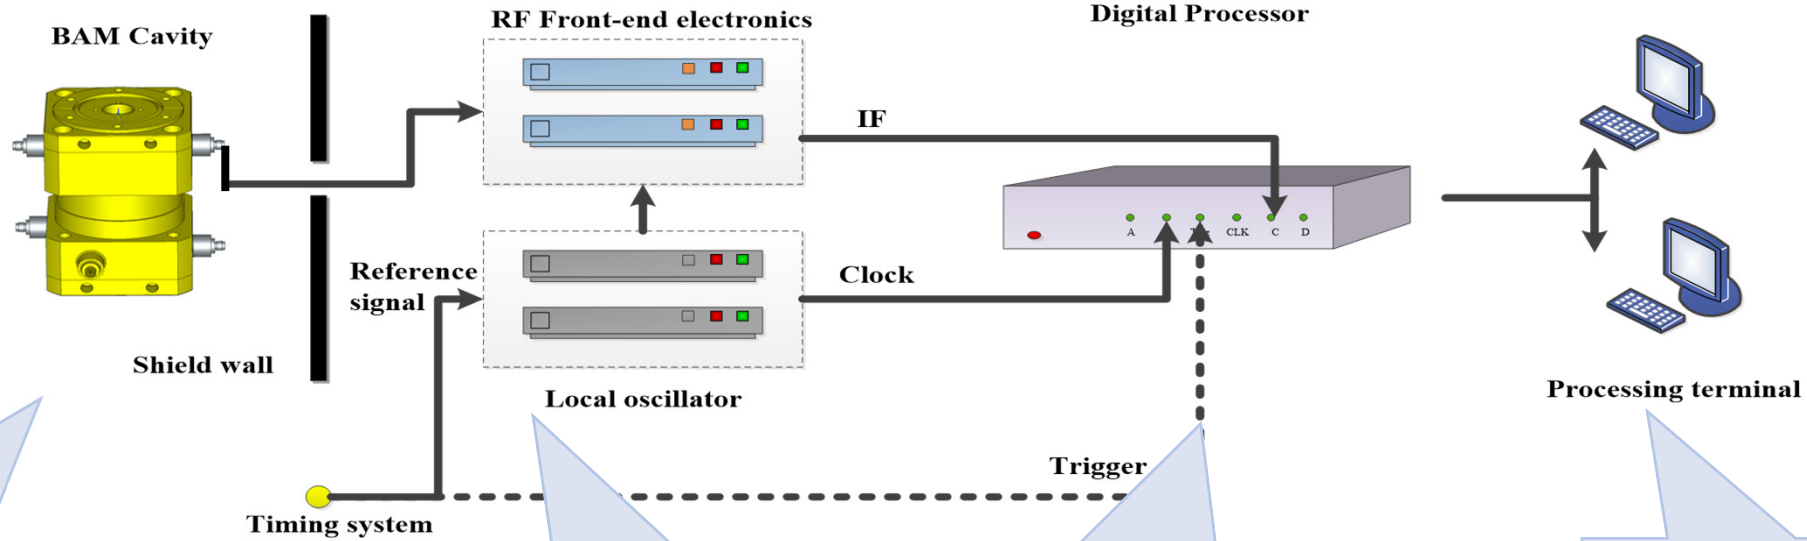 RF Front-end electronics
Digital Processor
BAM Cavity
IF
A
CLK
C
D
Reference
signal
Clock
Shield wall
Local oscillator
Processing terminal
Trigger
Timing system